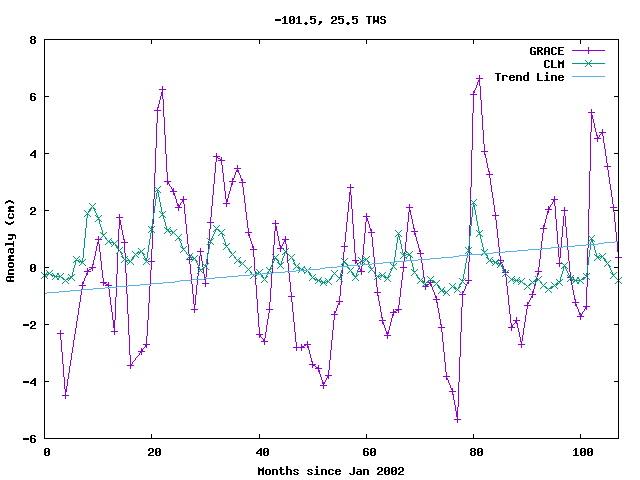 -101.5, 25.5 TWS
GRACE
CLM
Trend Line
8
6
4
2
0
-2
-4
-6
Anomaly (cm)
0 20 40 60 80 100
Months since Jan 2002